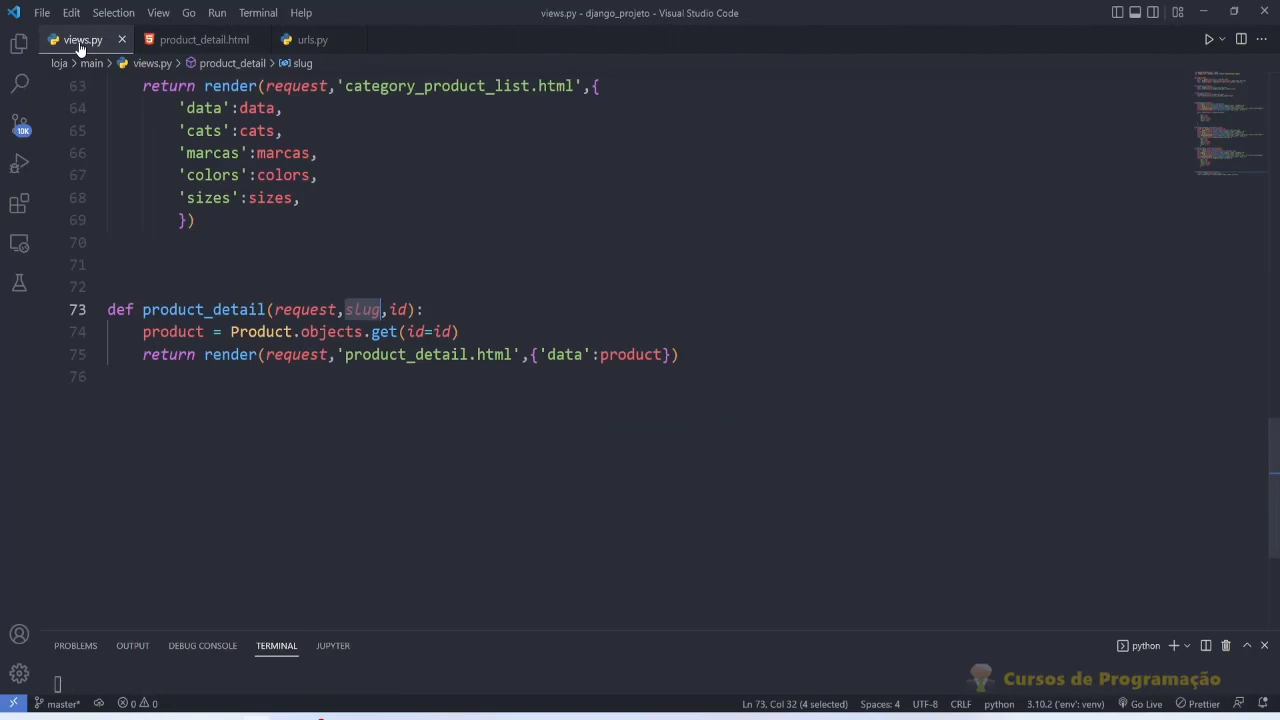 File Edit Selection View Go Run Terminal Help views.py - django_projeto - Visual Studio Code
views.py product_detail.html urls.py
loja > main > views.py > product_detail > slug
63 return render(request,'category_product_list.html',{
64 'data':data,
65 'cats':cats,
66 'marcas':marcas,
67 'colors':colors,
68 'sizes':sizes,
69 })
70
71
72
73 def product_detail(request,slug,id):
74 product = Product.objects.get(id=id)
75 return render(request,'product_detail.html',{'data':product})
76
10K
PROBLEMS OUTPUT DEBUG CONSOLE TERMINAL JUPYTER python
Cursos de Programação
master* 0 0 Ln 73, Col 32 (4 selected) Spaces: 4 UTF-8 CRLF python 3.10.2 ('env': venv) Go Live Prettier